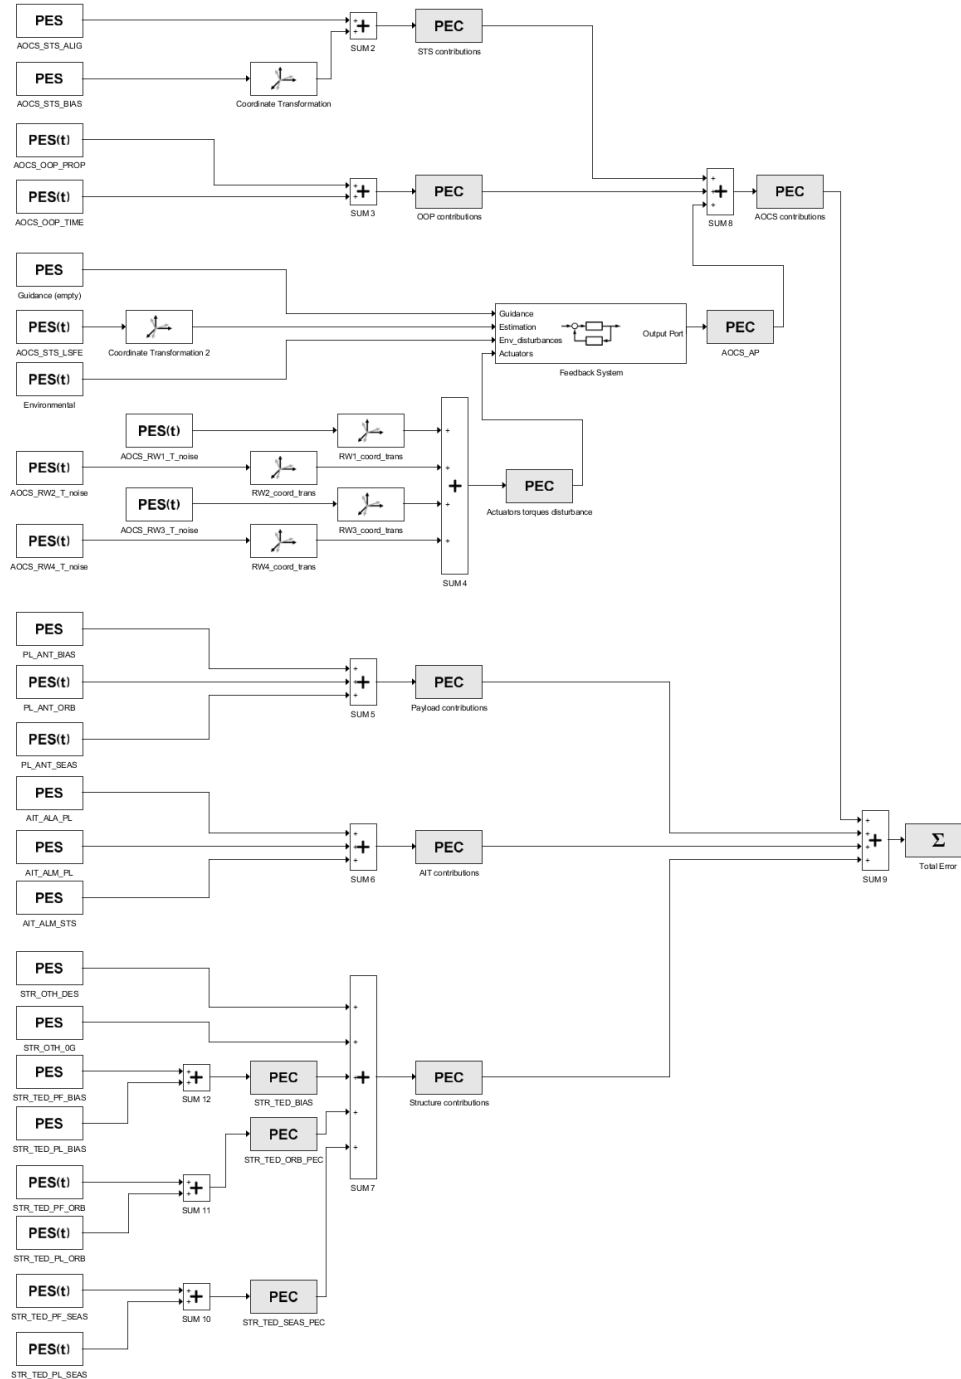 PES
AOCS_STS_ALIG
+
+
+
SUM 2
PEC
STS contributions
PES
AOCS_STS_BIAS
Coordinate Transformation
PES(t)
AOCS_OOP_PROP
PES(t)
AOCS_OOP_TIME
+
+
+
SUM 3
PEC
OOP contributions
+
+
+
+
SUM 8
PEC
AOCS contributions
PES
Guidance (empty)
PES(t)
AOCS_STS_LSFE
Coordinate Transformation 2
PES(t)
Environmental
Guidance
Estimation
Env_disturbances
Actuators
Output Port
Feedback System
PEC
AOCS_AP
PES(t)
AOCS_RW1_T_noise
RW1_coord_trans
PES(t)
AOCS_RW2_T_noise
RW2_coord_trans
PES(t)
AOCS_RW3_T_noise
RW3_coord_trans
PES(t)
AOCS_RW4_T_noise
RW4_coord_trans
+
+
+
+
+
SUM 4
PEC
Actuators torques disturbance
PES
PL_ANT_BIAS
PES(t)
PL_ANT_ORB
PES(t)
PL_ANT_SEAS
+
+
+
+
SUM 5
PEC
Payload contributions
PES
AIT_ALA_PL
PES
AIT_ALM_PL
PES
AIT_ALM_STS
+
+
+
+
SUM 6
PEC
AIT contributions
+
+
+
+
+
SUM 9
Σ
Total Error
PES
STR_OTH_DES
PES
STR_OTH_0G
PES
STR_TED_PF_BIAS
PES
STR_TED_PL_BIAS
+
+
+
SUM 12
PEC
STR_TED_BIAS
PEC
STR_TED_ORB_PEC
PES(t)
STR_TED_PF_ORB
PES(t)
STR_TED_PL_ORB
+
+
+
SUM 11
PES(t)
STR_TED_PF_SEAS
PES(t)
STR_TED_PL_SEAS
+
+
+
SUM 10
PEC
STR_TED_SEAS_PEC
+
+
+
+
+
+
SUM 7
PEC
Structure contributions